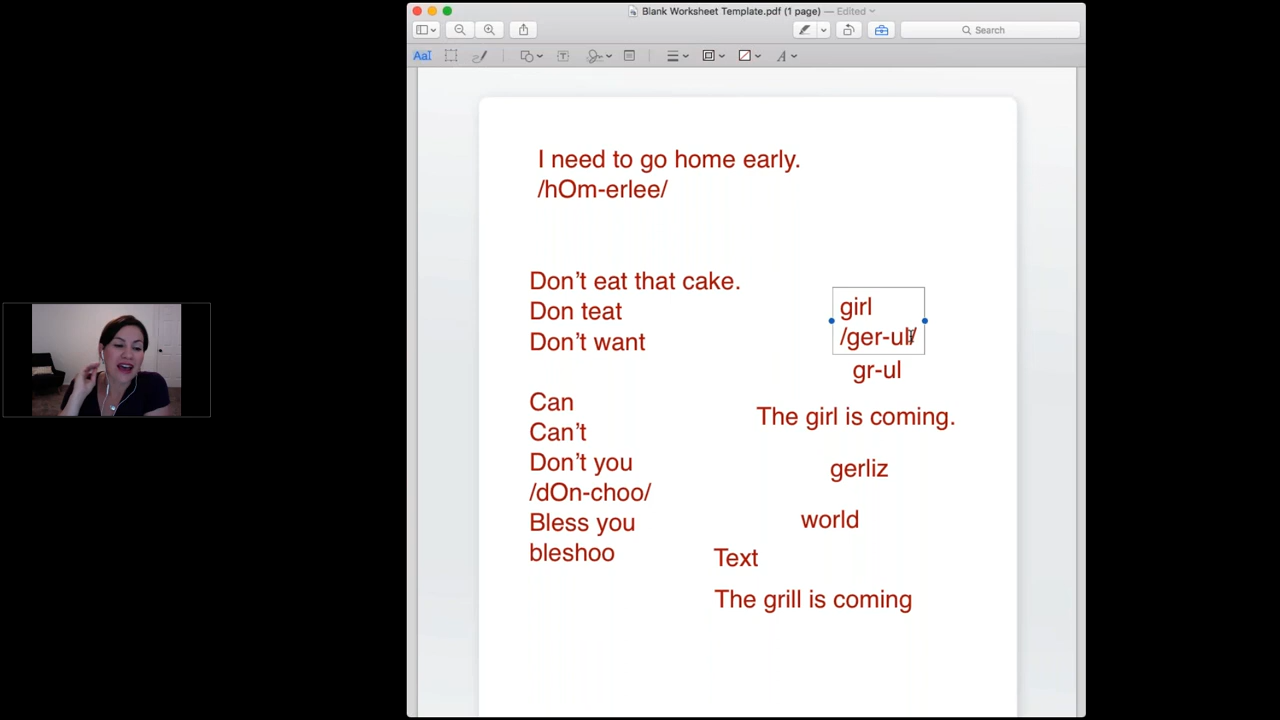 Blank Worksheet Template.pdf (1 page) — Edited
Search
AaI
T
A
I need to go home early.
/hOm-erlee/
Don't eat that cake.
Don teat
Don't want
Can
Can't
Don't you
/dOn-choo/
Bless you
bleshoo
girl
/ger-ul/
gr-ul
The girl is coming.
gerliz
world
Text
The grill is coming